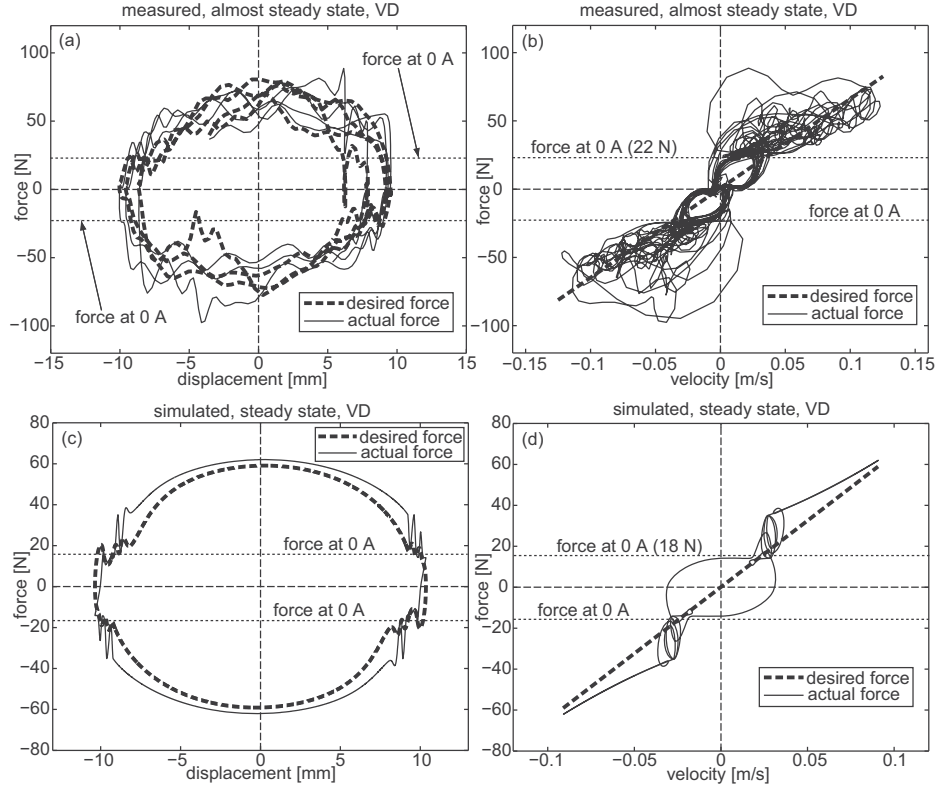 measured, almost steady state, VD
(a)
force at 0 A
force at 0 A
desired force
actual force
100
50
0
−50
−100
force [N]
−15
−10
−5
0
5
10
15
displacement [mm]
measured, almost steady state, VD
(b)
force at 0 A (22 N)
force at 0 A
desired force
actual force
100
50
0
−50
−100
force [N]
−0.15
−0.1
−0.05
0
0.05
0.1
0.15
velocity [m/s]
simulated, steady state, VD
(c)
desired force
actual force
force at 0 A
force at 0 A
80
60
40
20
0
−20
−40
−60
−80
force [N]
−10
−5
0
5
10
displacement [mm]
simulated, steady state, VD
(d)
force at 0 A (18 N)
force at 0 A
desired force
actual force
80
60
40
20
0
−20
−40
−60
−80
force [N]
−0.1
−0.05
0
0.05
0.1
velocity [m/s]